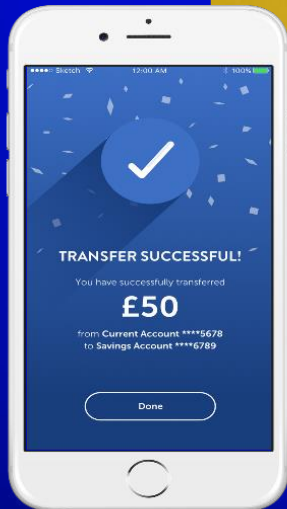 Sketch 12:00 AM 100%
TRANSFER SUCCESSFUL!
You have successfully transferred
£50
from Current Account ****5678
to Savings Account ****6789
Done